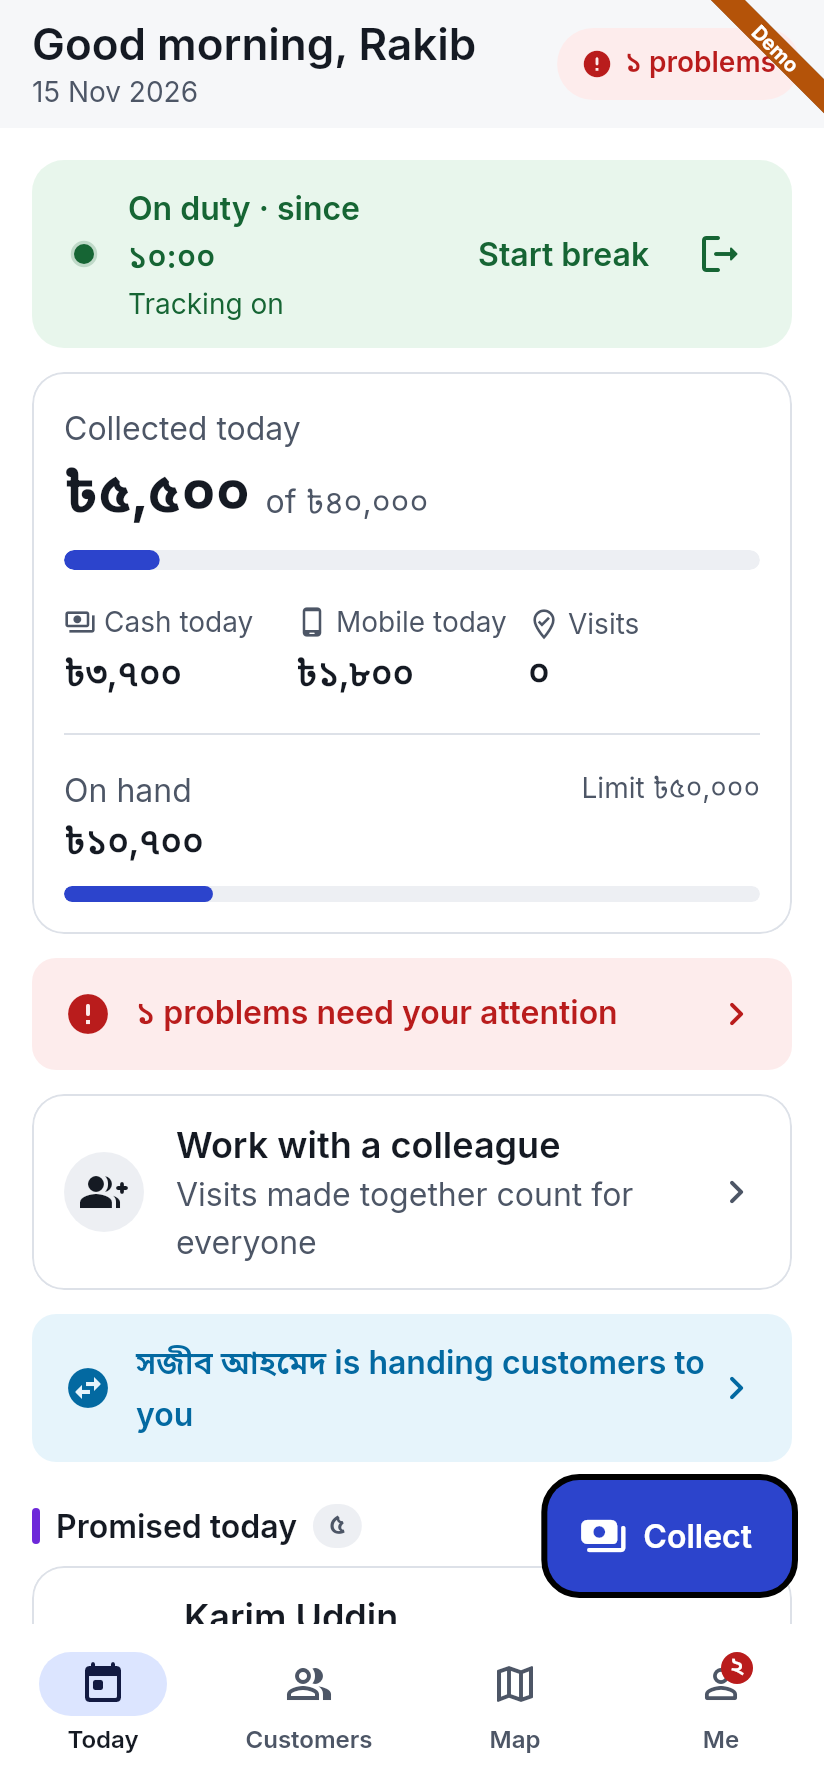 Good morning, Rakib
15 Nov 2026
১ problems
Demo
On duty · since
১০:০০
Tracking on
Start break
Collected today
৳৫,৫০০ of ৳৪০,০০০
Cash today
৳৩,৭০০
Mobile today
৳১,৮০০
Visits
০
On hand
৳১০,৭০০
Limit ৳৫০,০০০
১ problems need your attention
Work with a colleague
Visits made together count for
everyone
সজীব আহমেদ is handing customers to
you
Promised today ৫
Collect
Karim Uddin
Today
Customers
Map
২
Me